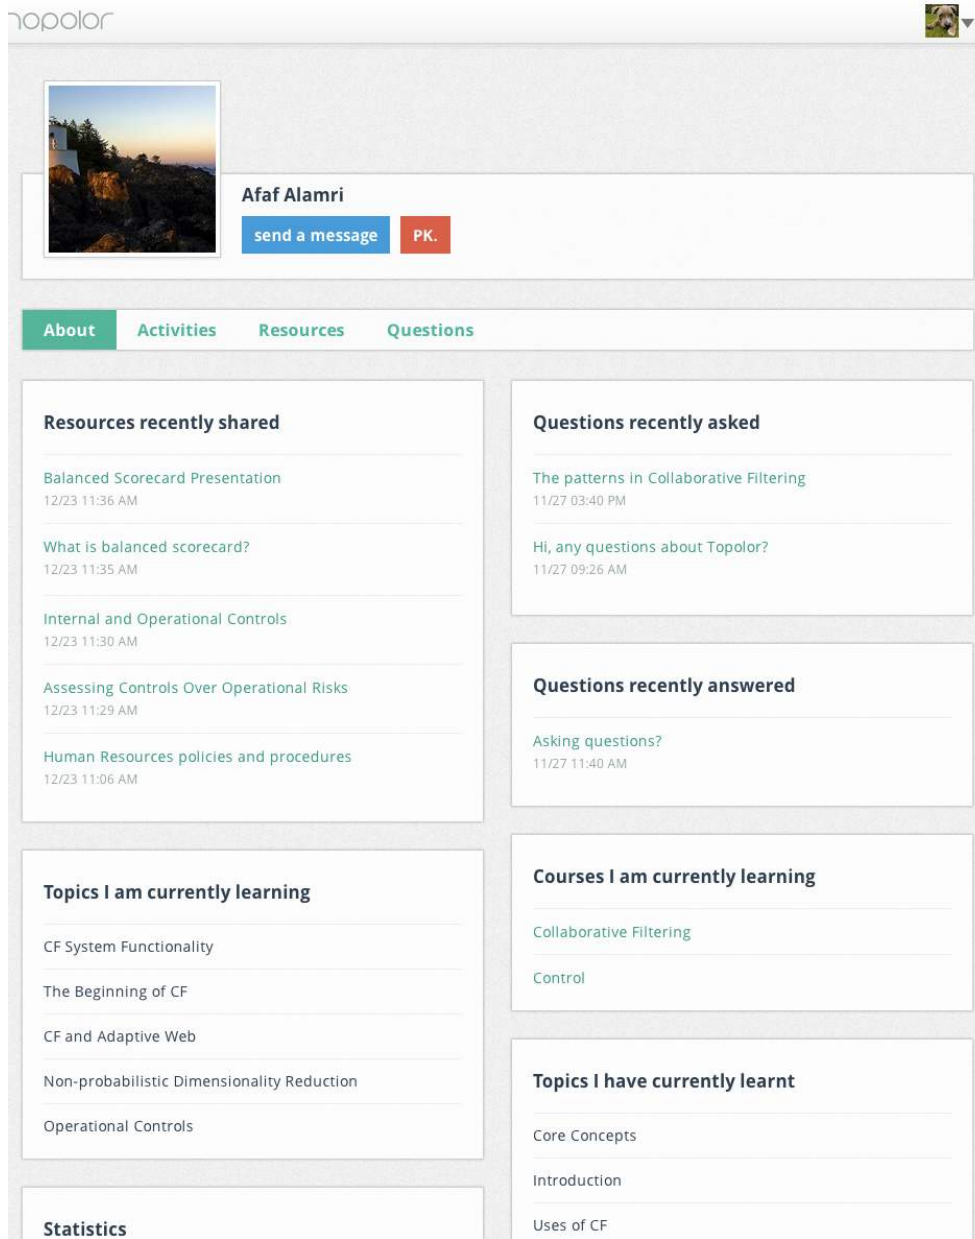 Afaf Alamri
send a message
PK.
About
Activities
Resources
Questions
Resources recently shared
Balanced Scorecard Presentation
12/23 11:36 AM
What is balanced scorecard?
12/23 11:35 AM
Internal and Operational Controls
12/23 11:30 AM
Assessing Controls Over Operational Risks
12/23 11:29 AM
Human Resources policies and procedures
12/23 11:06 AM
Topics I am currently learning
CF System Functionality
The Beginning of CF
CF and Adaptive Web
Non-probabilistic Dimensionality Reduction
Operational Controls
Statistics
Questions recently asked
The patterns in Collaborative Filtering
11/27 03:40 PM
Hi, any questions about Topolor?
11/27 09:26 AM
Questions recently answered
Asking questions?
11/27 11:40 AM
Courses I am currently learning
Collaborative Filtering
Control
Topics I have currently learnt
Core Concepts
Introduction
Uses of CF